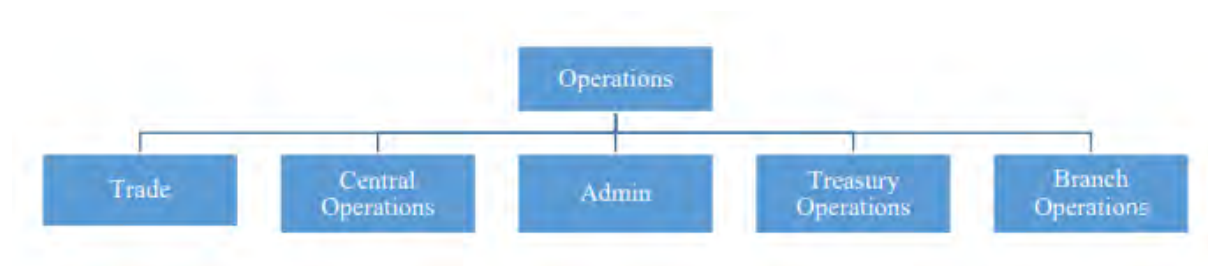 Operations
Trade
Central
Operations
Admin
Treasury
Operations
Branch
Operations